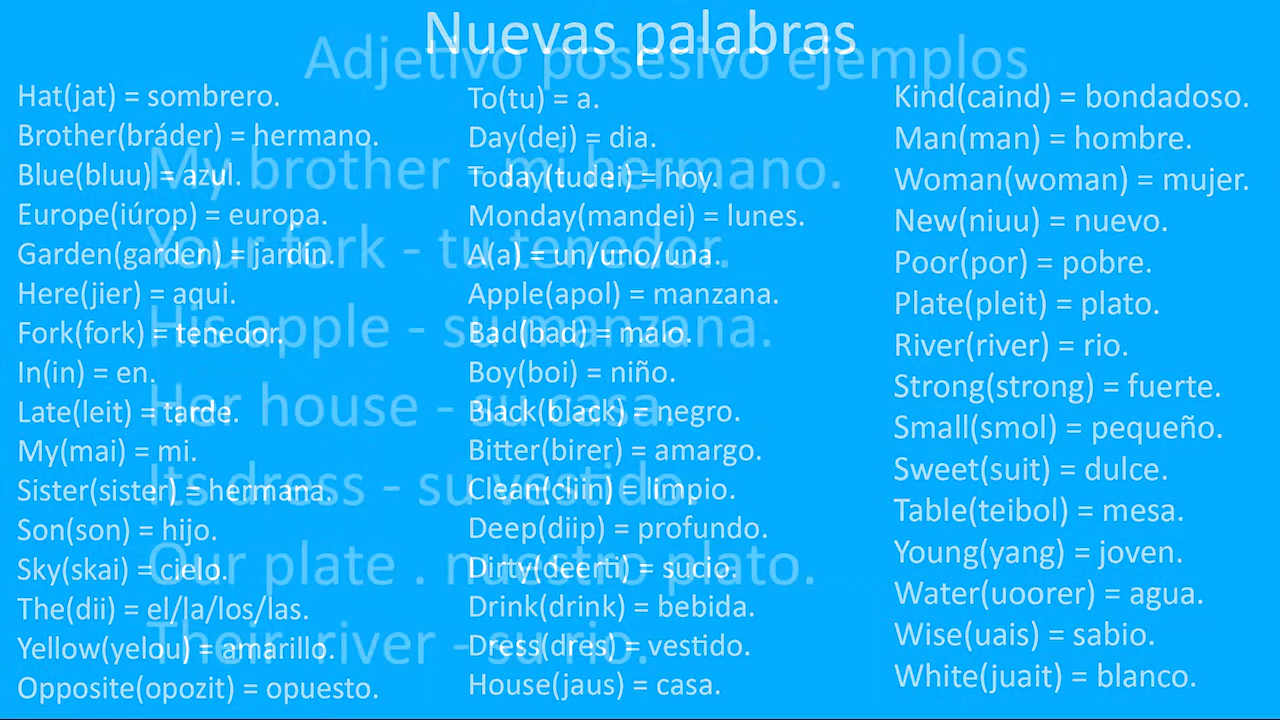 Nuevas palabras
Hat(jat) = sombrero.
Brother(bráder) = hermano.
Blue(bluu) = azul.
Europe(iúrop) = europa.
Garden(garden) = jardin.
Here(jier) = aqui.
Fork(fork) = tenedor.
In(in) = en.
Late(leit) = tarde.
My(mai) = mi.
Sister(sister) = hermana.
Son(son) = hijo.
Sky(skai) = cielo.
The(dii) = el/la/los/las.
Yellow(yelou) = amarillo.
Opposite(opozit) = opuesto.
To(tu) = a.
Day(dei) = dia.
Today(tudei) = hoy.
Monday(mandei) = lunes.
A(a) = un/uno/una.
Apple(apol) = manzana.
Bad(bad) = malo.
Boy(boi) = niño.
Black(black) = negro.
Bitter(birer) = amargo.
Clean(cliin) = limpio.
Deep(diip) = profundo.
Dirty(deerti) = sucio.
Drink(drink) = bebida.
Dress(dres) = vestido.
House(jaus) = casa.
Kind(caind) = bondadoso.
Man(man) = hombre.
Woman(woman) = mujer.
New(niuu) = nuevo.
Poor(por) = pobre.
Plate(pleit) = plato.
River(river) = rio.
Strong(strong) = fuerte.
Small(smol) = pequeño.
Sweet(suit) = dulce.
Table(teibol) = mesa.
Young(yang) = joven.
Water(uoorer) = agua.
Wise(uais) = sabio.
White(juait) = blanco.
Adjetivo posesivo ejemplos
My brother - mi hermano.
Your fork - tu tenedor.
His apple - su manzana.
Her house - su casa.
Its dress - su vestido.
Our plate . nuestro plato.
Their river - su rio.